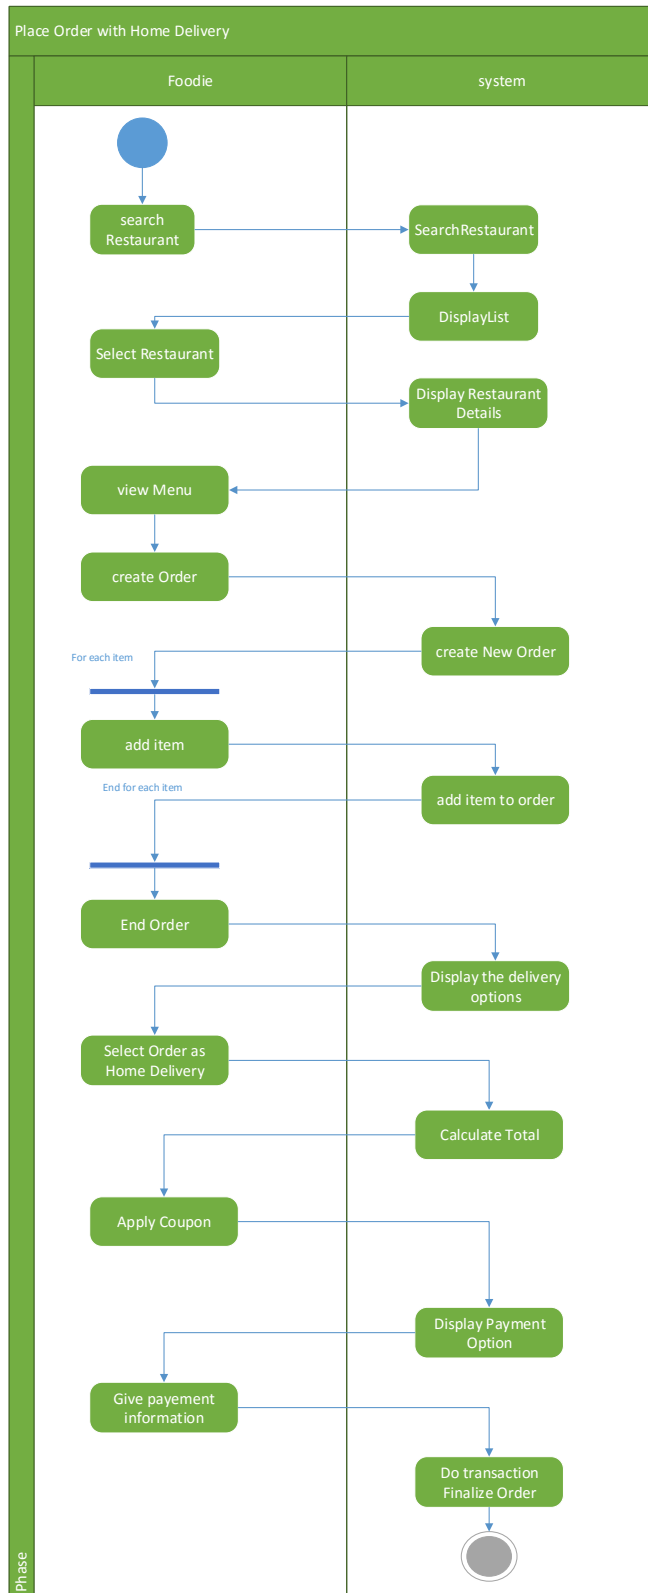 Place Order with Home Delivery
Foodie
system
search
Restaurant
SearchRestaurant
DisplayList
Select Restaurant
Display Restaurant
Details
view Menu
create Order
create New Order
For each item
add item
End for each item
add item to order
End Order
Display the delivery
options
Select Order as
Home Delivery
Calculate Total
Apply Coupon
Display Payment
Option
Give payement
information
Do transaction
Finalize Order
Phase